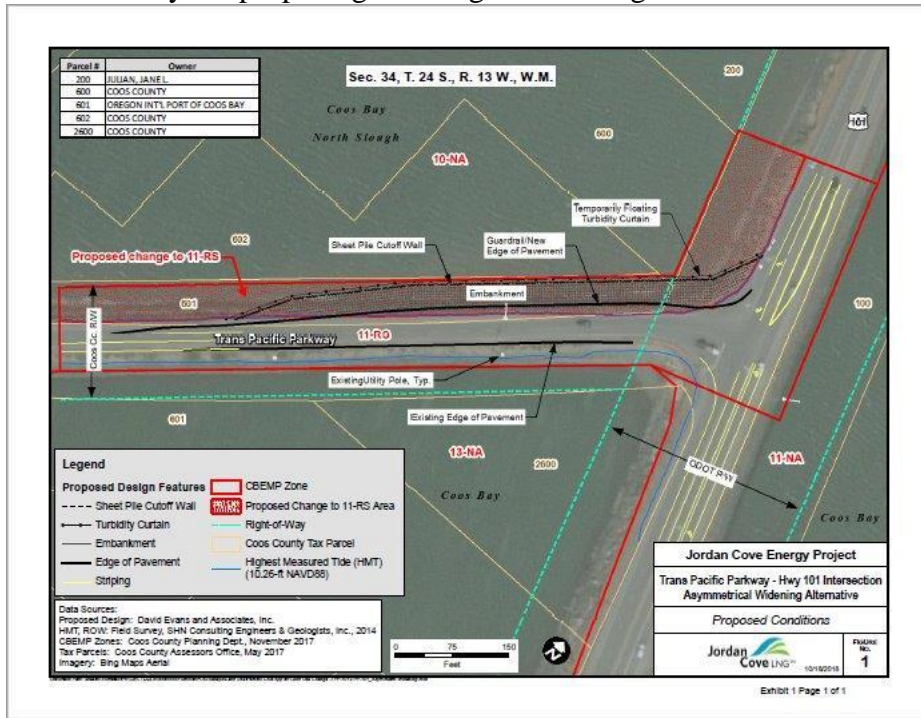 Parcel # Owner
200 JULIAN, JANE L.
600 COOS COUNTY
601 OREGON INT'L PORT OF COOS BAY
602 COOS COUNTY
2600 COOS COUNTY
Sec. 34, T. 24 S., R. 13 W., W.M.
200
101
Coos Bay
North Slough
600
10-NA
Temporarily Floating
Turbidity Curtain
602
Sheet Pile Cutoff Wall
Guardrail/New
Edge of Pavement
Proposed change to 11-RS
Embankment
601
100
Coos Co. R/W
Trans Pacific Parkway
11-RO
ExistingUtility Pole, Typ.
Existing Edge of Pavement
601
13-NA
2600
11-NA
ODOT R/W
Coos Bay
Coos Bay
Legend
Proposed Design Features
Sheet Pile Cutoff Wall
Turbidity Curtain
Embankment
Edge of Pavement
Striping
CBEMP Zone
Proposed Change to 11-RS Area
Right-of-Way
Coos County Tax Parcel
Highest Measured Tide (HMT)
(10.26-ft NAVD88)
Data Sources:
Proposed Design: David Evans and Associates, Inc.
HMT, ROW: Field Survey, SHN Consulting Engineers & Geologists, Inc., 2014
CBEMP Zones: Coos County Planning Dept., November 2017
Tax Parcels: Coos County Assessors Office, May 2017
Imagery: Bing Maps Aerial
0 75 150
Feet
Jordan Cove Energy Project
Trans Pacific Parkway - Hwy 101 Intersection
Asymmetrical Widening Alternative
Proposed Conditions
Jordan
Cove LNG
10/18/2018
FIGURE
NO.
1
Exhibit 1 Page 1 of 1